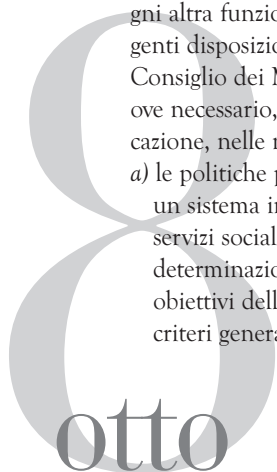 gni altra funzio
genti disposizio
Consiglio dei
ove necessario,
cazione, nelle
a) le politiche
un sistema
servizi social
determinazio
obiettivi dell
criteri genera
8
otto